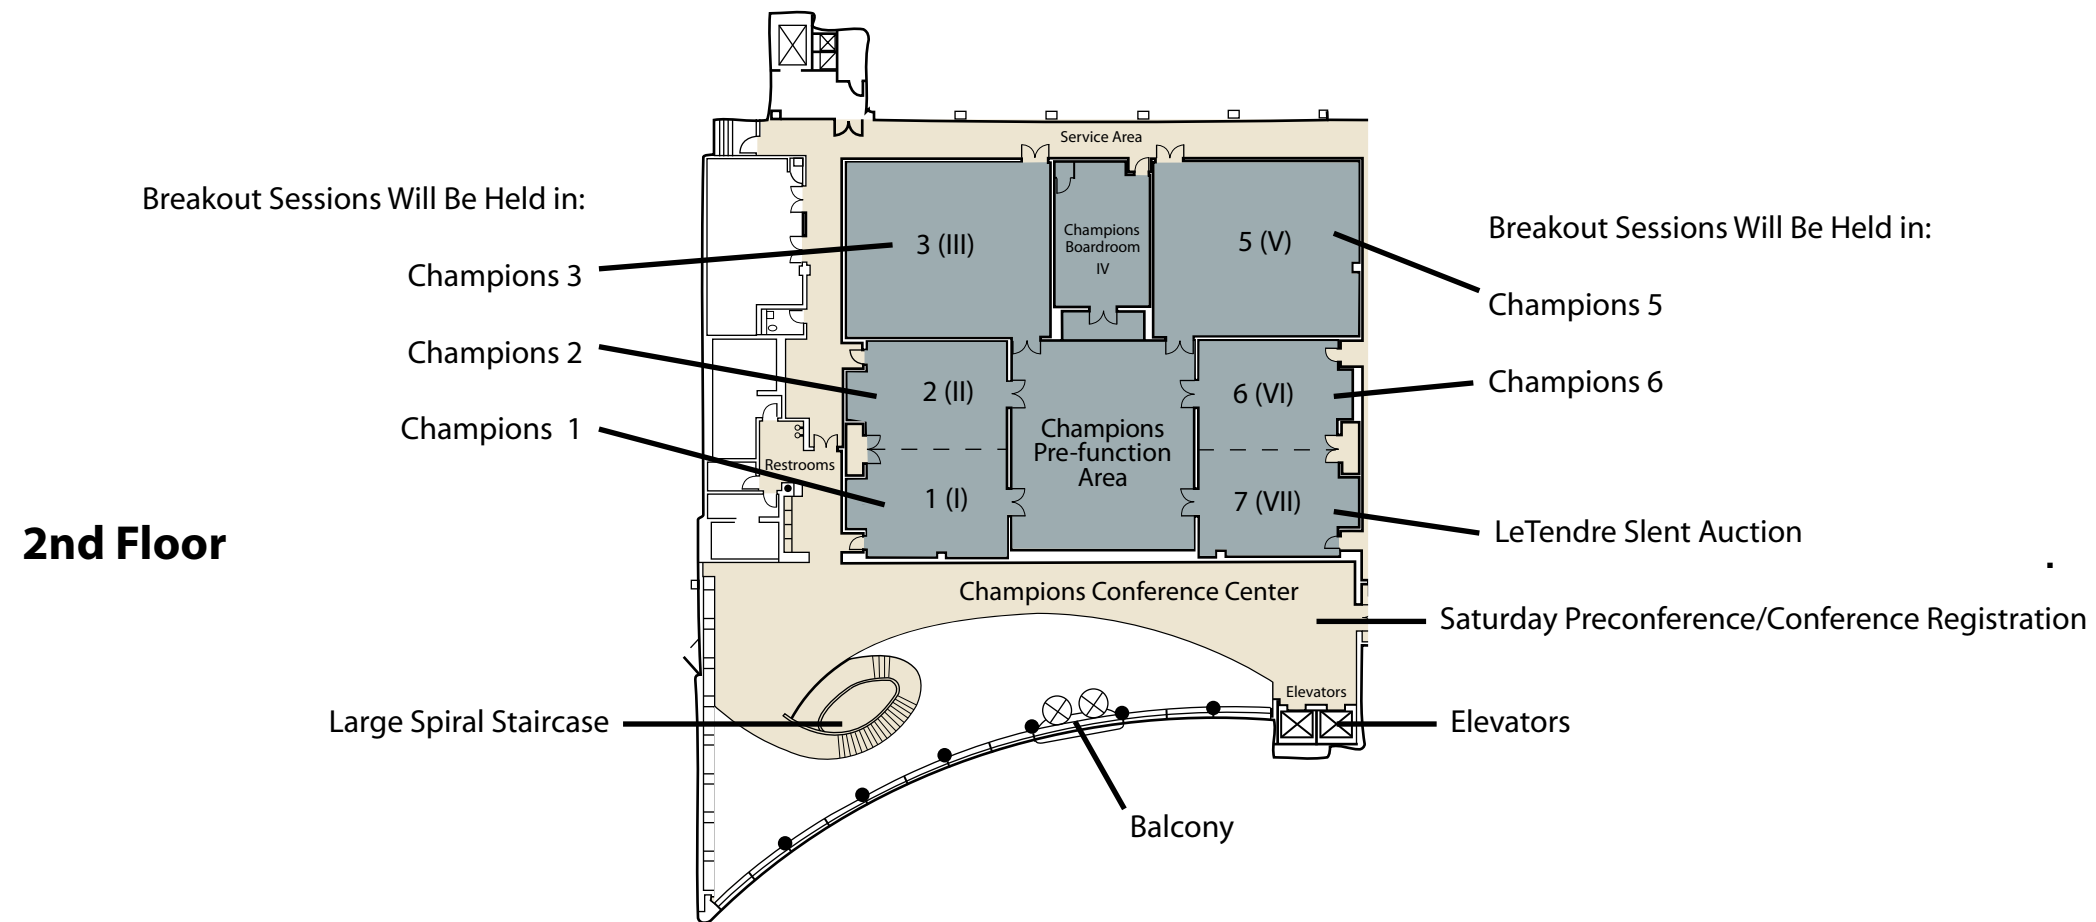 Service Area
Breakout Sessions Will Be Held in:
Champions 3
Champions 2
Champions 1
2nd Floor
3 (III)
Champions
Boardroom
IV
5 (V)
2 (II)
6 (VI)
Champions
Pre-function
Area
Restrooms
1 (I)
7 (VII)
Breakout Sessions Will Be Held in:
Champions 5
Champions 6
LeTendre Slent Auction
.
Champions Conference Center
Saturday Preconference/Conference Registration
Large Spiral Staircase
Elevators
Elevators
Balcony